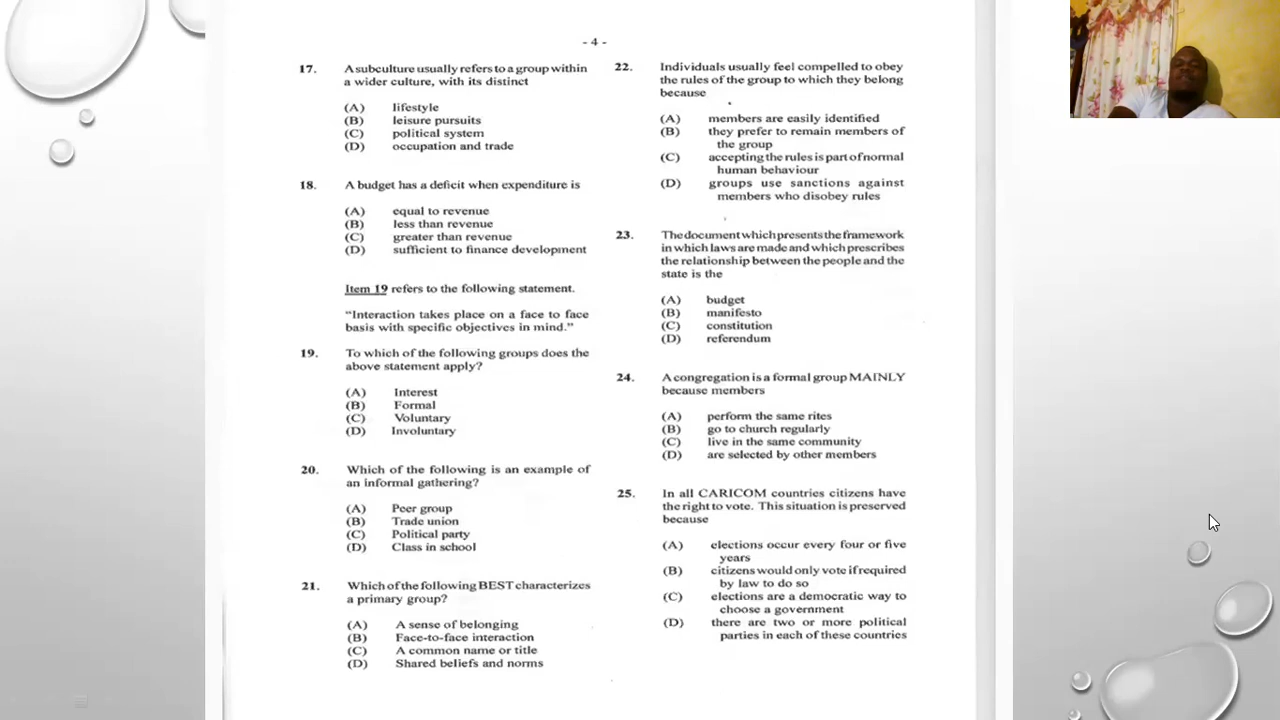 - 4 -
17. A subculture usually refers to a group within
a wider culture, with its distinct
(A) lifestyle
(B) leisure pursuits
(C) political system
(D) occupation and trade
18. A budget has a deficit when expenditure is
(A) equal to revenue
(B) less than revenue
(C) greater than revenue
(D) sufficient to finance development
Item 19 refers to the following statement.
"Interaction takes place on a face to face
basis with specific objectives in mind."
19. To which of the following groups does the
above statement apply?
(A) Interest
(B) Formal
(C) Voluntary
(D) Involuntary
20. Which of the following is an example of
an informal gathering?
(A) Peer group
(B) Trade union
(C) Political party
(D) Class in school
21. Which of the following BEST characterizes
a primary group?
(A) A sense of belonging
(B) Face-to-face interaction
(C) A common name or title
(D) Shared beliefs and norms
22. Individuals usually feel compelled to obey
the rules of the group to which they belong
because
(A) members are easily identified
(B) they prefer to remain members of
the group
(C) accepting the rules is part of normal
human behaviour
(D) groups use sanctions against
members who disobey rules
23. The document which presents the framework
in which laws are made and which prescribes
the relationship between the people and the
state is the
(A) budget
(B) manifesto
(C) constitution
(D) referendum
24. A congregation is a formal group MAINLY
because members
(A) perform the same rites
(B) go to church regularly
(C) live in the same community
(D) are selected by other members
25. In all CARICOM countries citizens have
the right to vote. This situation is preserved
because
(A) elections occur every four or five
years
(B) citizens would only vote if required
by law to do so
(C) elections are a democratic way to
choose a government
(D) there are two or more political
parties in each of these countries